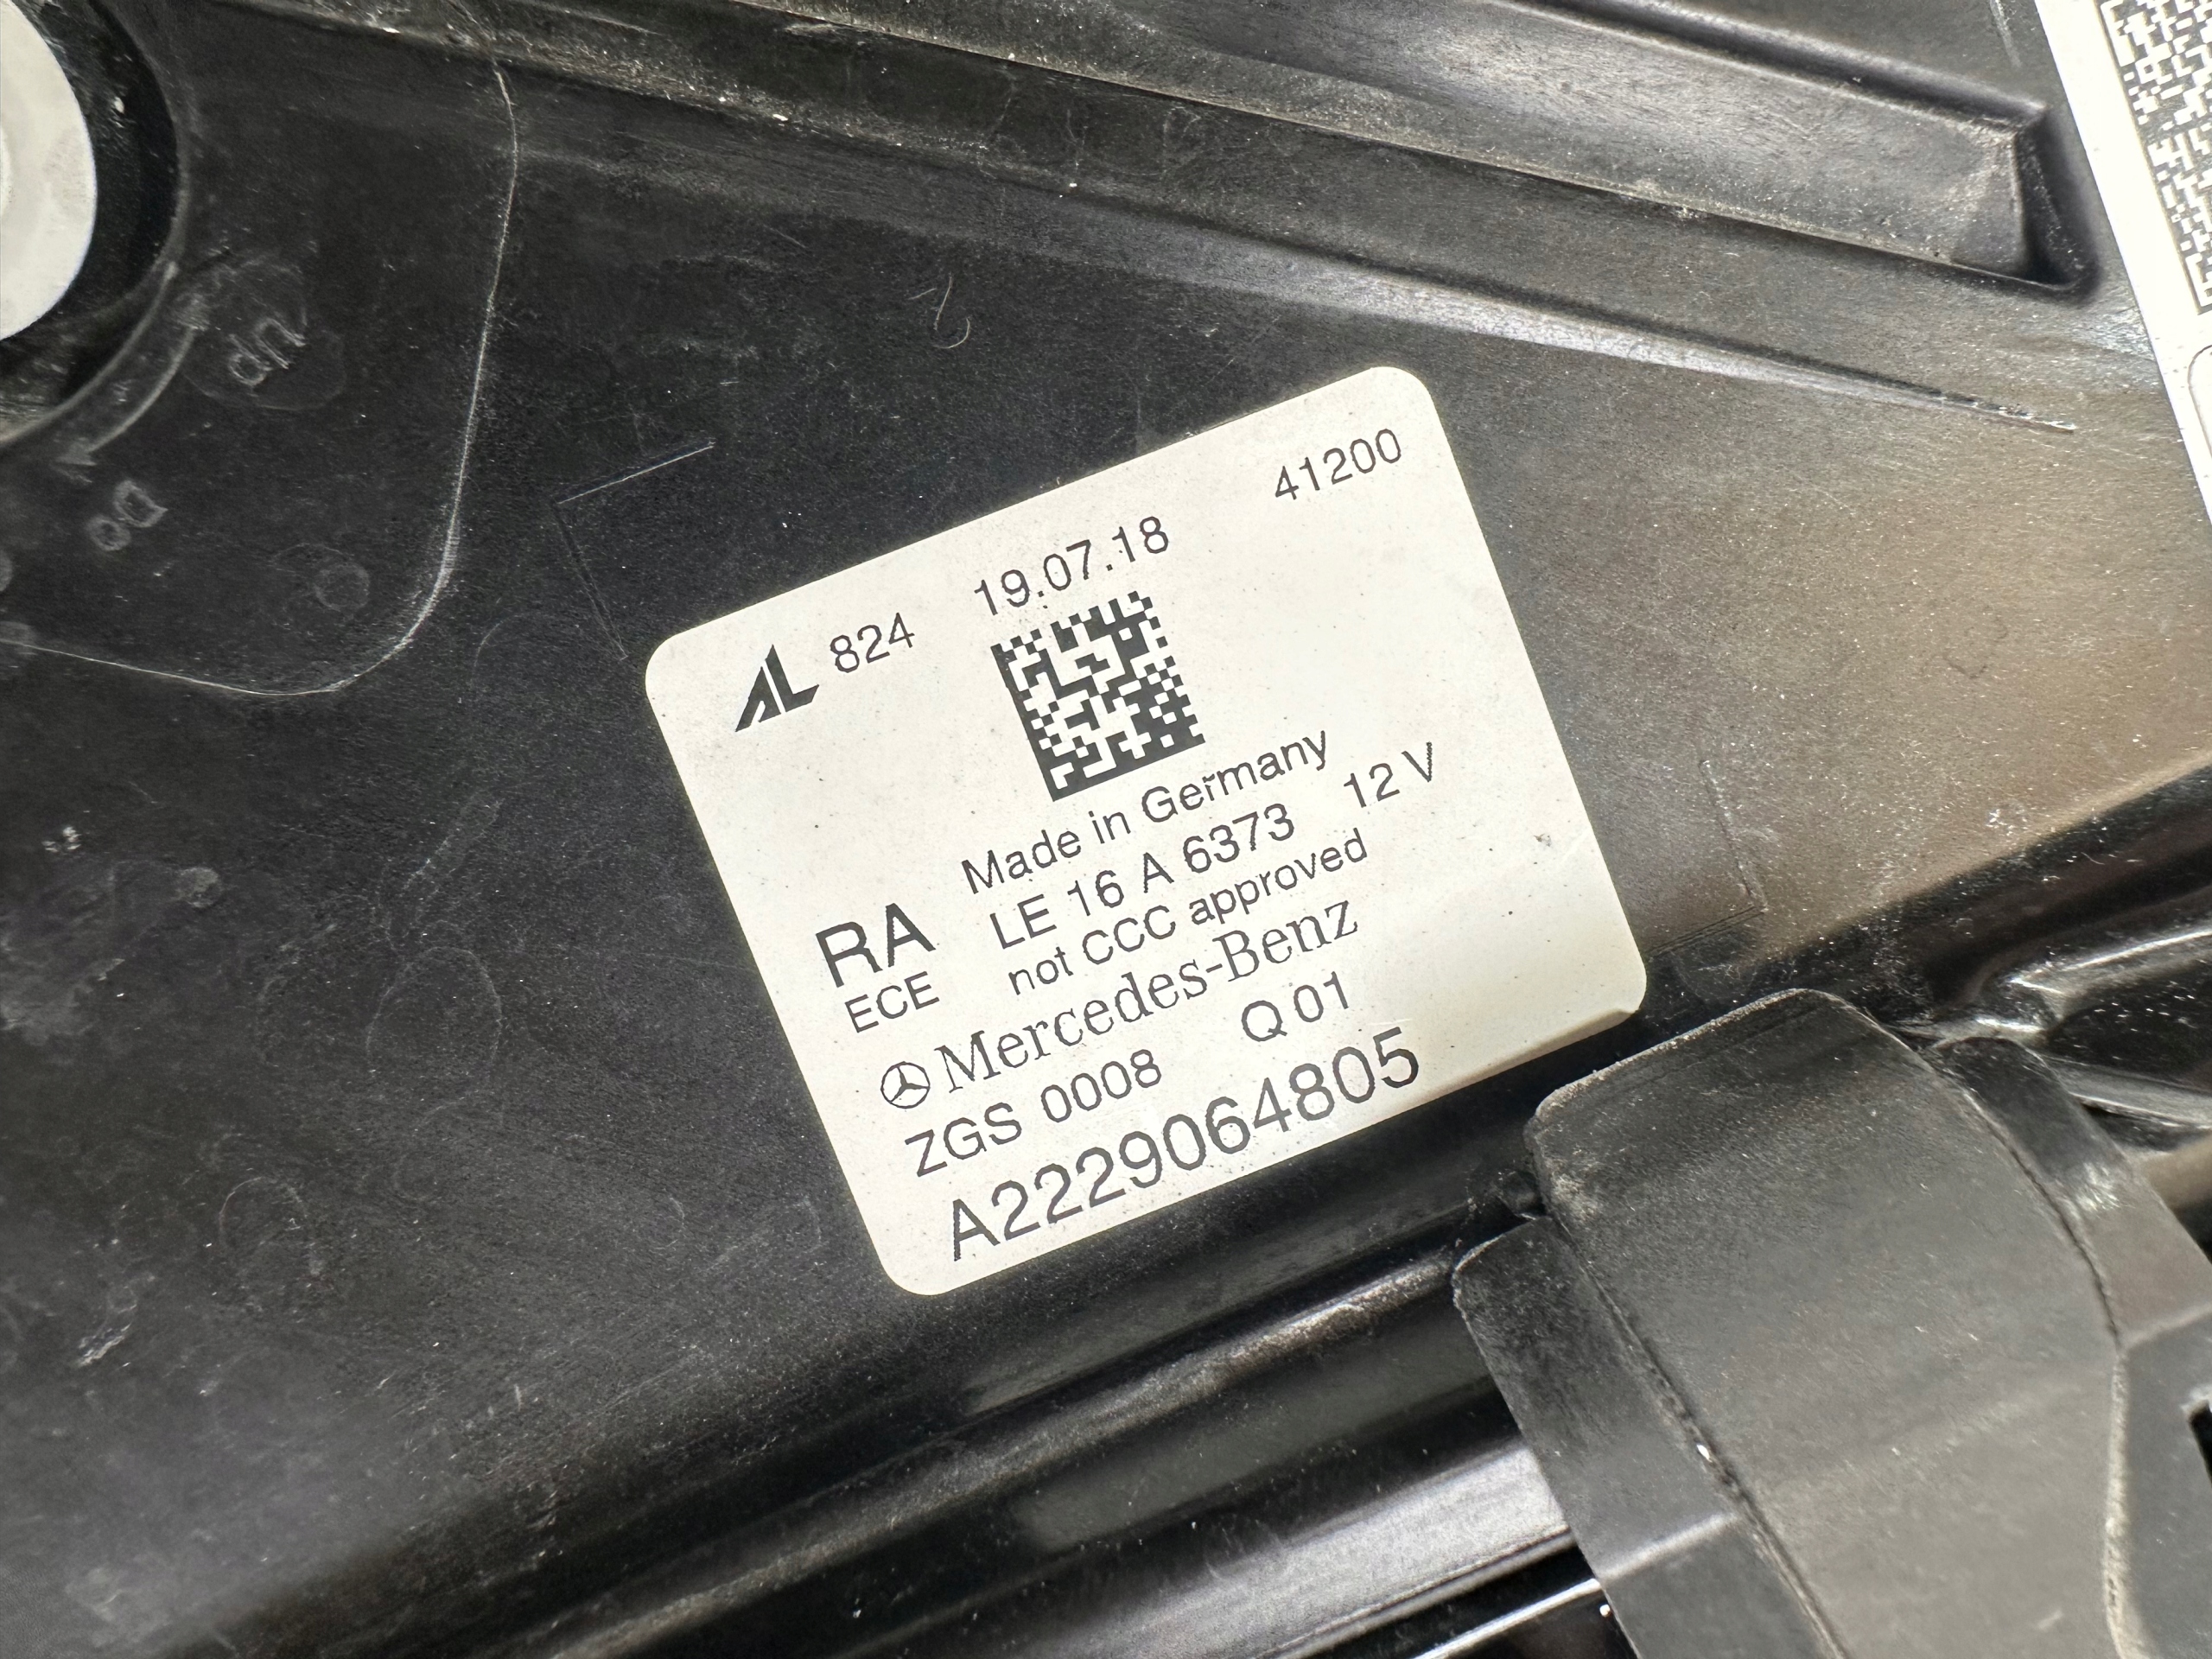 UP
Do
AL 824 19.07.18 41200
Made in Germany
RA LE 16 A 6373 12 V
ECE not CCC approved
Mercedes-Benz
ZGS 0008 Q 01
A2229064805